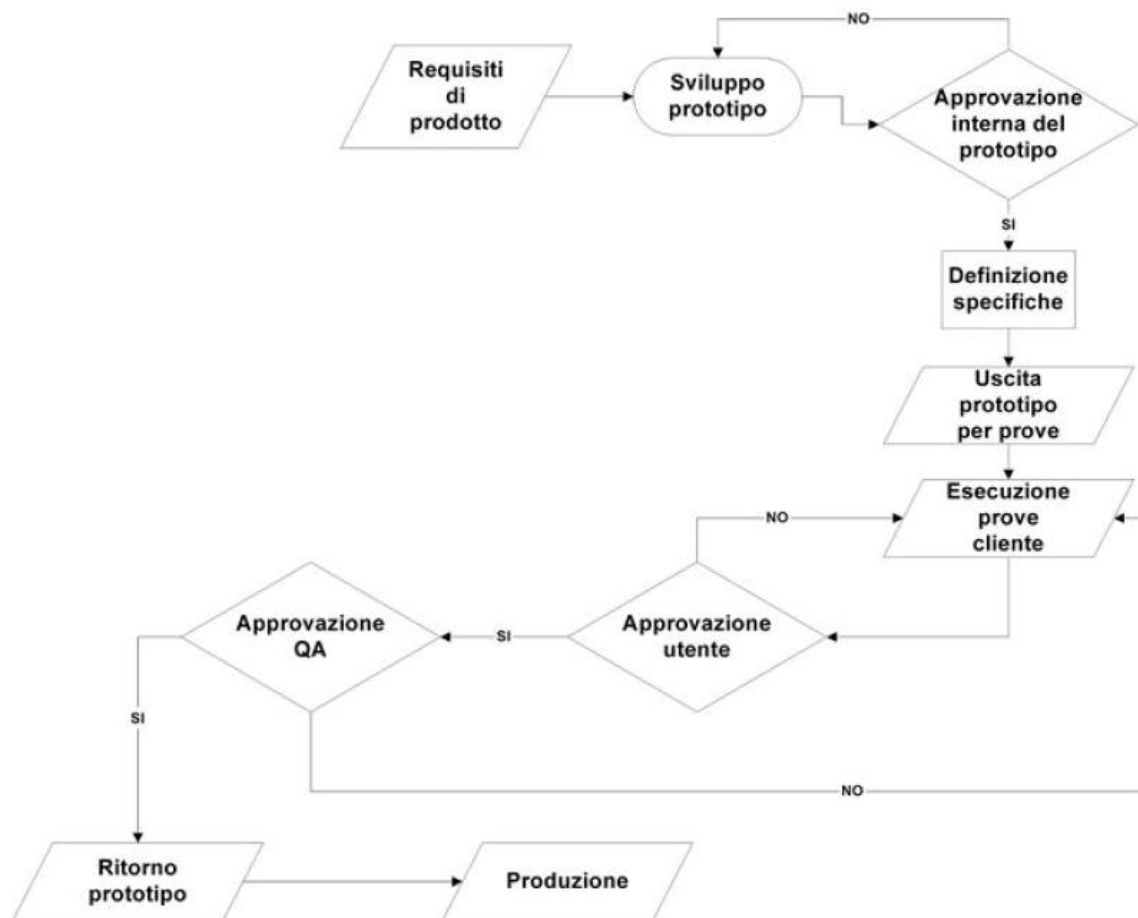 NO
Requisiti
di
prodotto
Sviluppo
prototipo
Approvazione
interna del
prototipo
SI
Definizione
specifiche
Uscita
prototipo
per prove
Esecuzione
prove
cliente
NO
Approvazione
utente
SI
Approvazione
QA
SI
NO
Ritorno
prototipo
Produzione